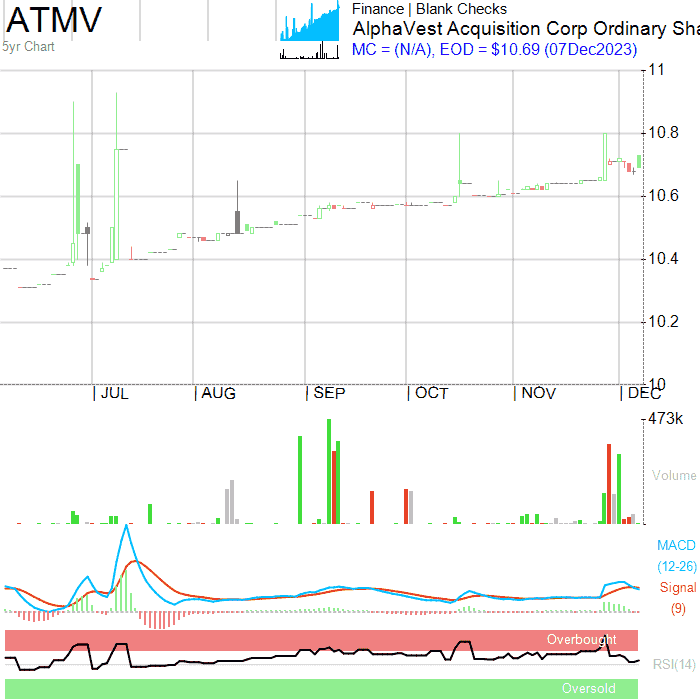 ATMV
5yr Chart
Finance | Blank Checks
AlphaVest Acquisition Corp Ordinary Sha
MC = (N/A), EOD = $10.69 (07Dec2023)
11
10.8
10.6
10.4
10.2
10
| JUL | AUG | SEP | OCT | NOV | DEC
473k
Volume
MACD
(12-26)
Signal
(9)
Overbought
RSI(14)
Oversold